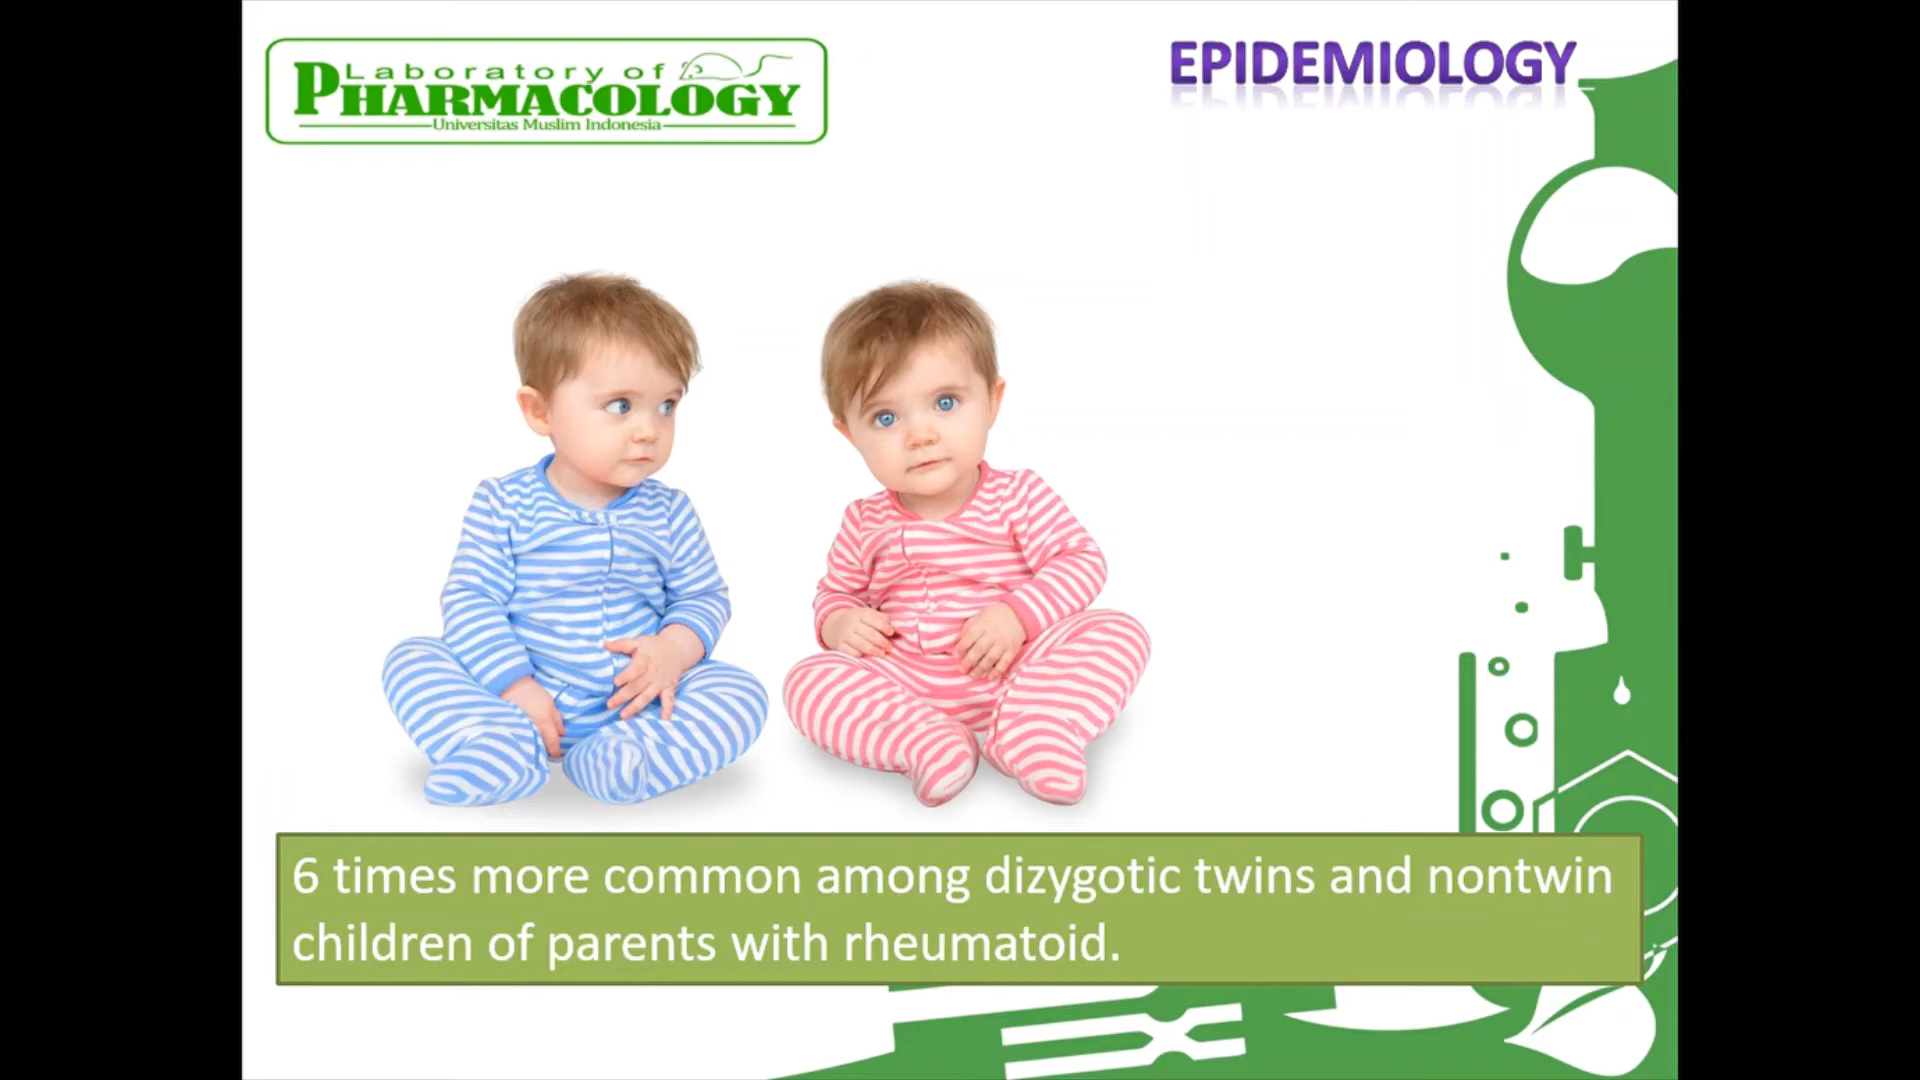 Laboratory of
PHARMACOLOGY
Universitas Muslim Indonesia
EPIDEMIOLOGY
6 times more common among dizygotic twins and nontwin
children of parents with rheumatoid.